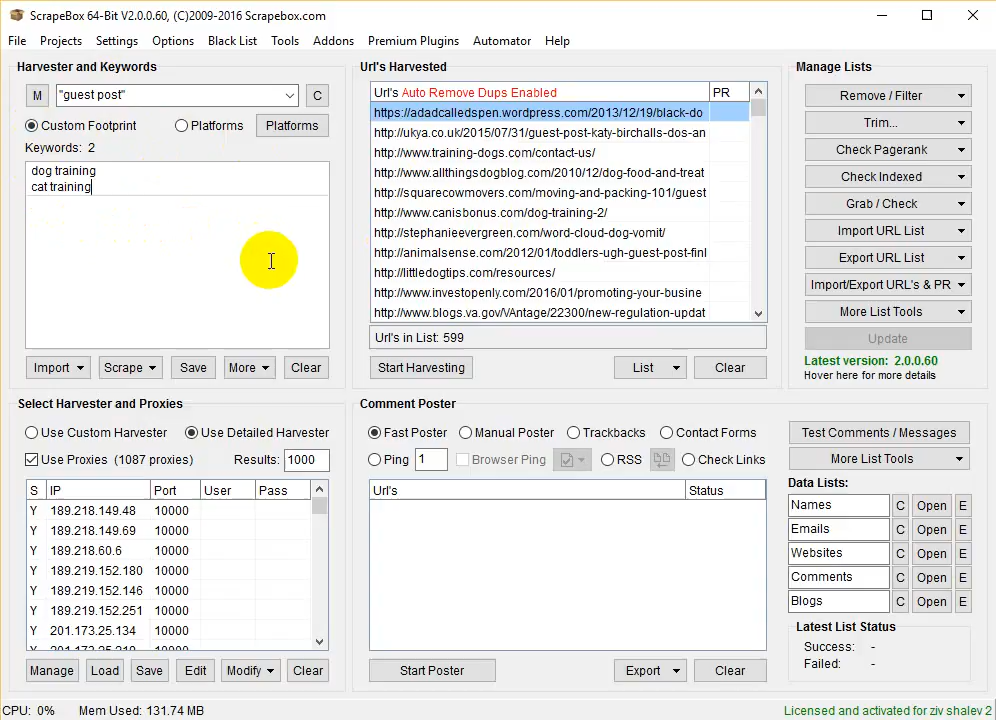 ScrapeBox 64-Bit V2.0.0.60, (C)2009-2016 Scrapebox.com
File Projects Settings Options Black List Tools Addons Premium Plugins Automator Help
Harvester and Keywords
M "guest post" C
Custom Footprint Platforms Platforms
Keywords: 2
dog training
cat training
Import Scrape Save More Clear
Url's Harvested
Url's Auto Remove Dups Enabled PR
https://adadcalledspen.wordpress.com/2013/12/19/black-do
http://ukya.co.uk/2015/07/31/guest-post-katy-birchalls-dos-an
http://www.training-dogs.com/contact-us/
http://www.allthingsdogblog.com/2010/12/dog-food-and-treat
http://squarecowmovers.com/moving-and-packing-101/guest
http://www.canisbonus.com/dog-training-2/
http://stephanieevergreen.com/word-cloud-dog-vomit/
http://animalsense.com/2012/01/toddlers-ugh-guest-post-finl
http://littledogtips.com/resources/
http://www.investopenly.com/2016/01/promoting-your-busine
http://www.blogs.va.gov/VAntage/22300/new-regulation-updat
Url's in List: 599
Start Harvesting List Clear
Manage Lists
Remove / Filter
Trim...
Check Pagerank
Check Indexed
Grab / Check
Import URL List
Export URL List
Import/Export URL's & PR
More List Tools
Update
Latest version: 2.0.0.60
Hover here for more details
Select Harvester and Proxies
Use Custom Harvester Use Detailed Harvester
Use Proxies (1087 proxies) Results: 1000
S IP Port User Pass
Y 189.218.149.48 10000
Y 189.218.149.69 10000
Y 189.218.60.6 10000
Y 189.219.152.180 10000
Y 189.219.152.146 10000
Y 189.219.152.251 10000
Y 201.173.25.134 10000
Manage Load Save Edit Modify Clear
Comment Poster
Fast Poster Manual Poster Trackbacks Contact Forms
Ping 1 Browser Ping RSS Check Links
Url's Status
Start Poster Export Clear
Test Comments / Messages
More List Tools
Data Lists:
Names C Open E
Emails C Open E
Websites C Open E
Comments C Open E
Blogs C Open E
Latest List Status
Success: -
Failed: -
CPU: 0% Mem Used: 131.74 MB Licensed and activated for ziv shalev 2